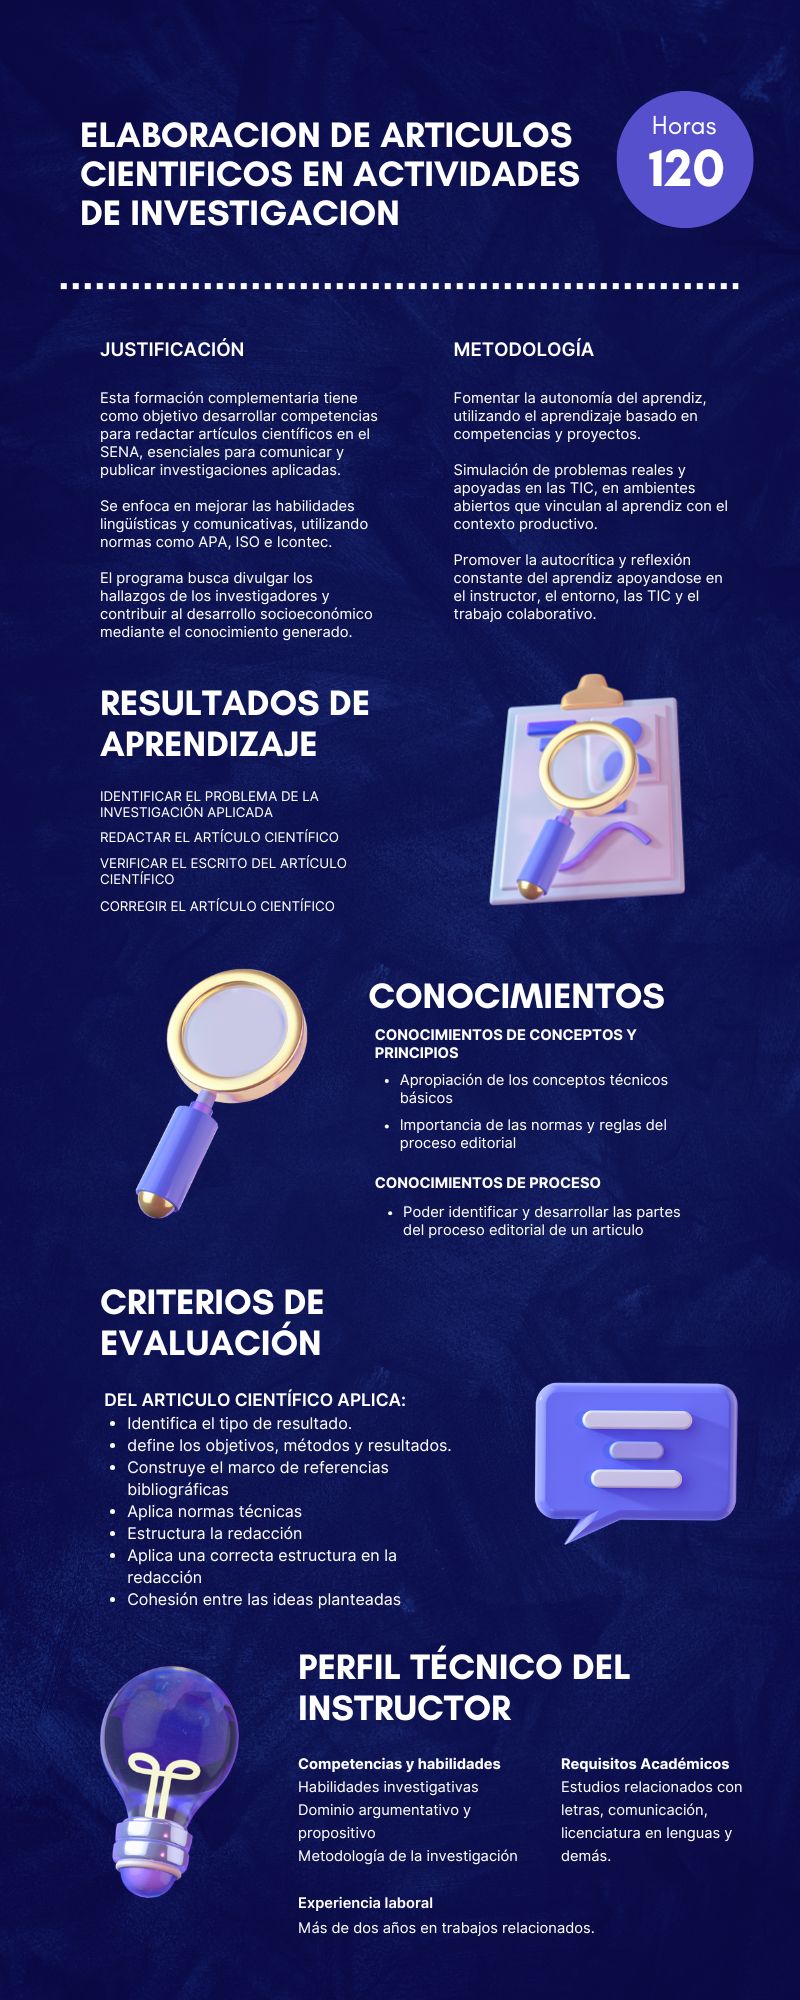 ELABORACION DE ARTICULOS
CIENTIFICOS EN ACTIVIDADES
DE INVESTIGACION
Horas
120
JUSTIFICACIÓN
Esta formación complementaria tiene
como objetivo desarrollar competencias
para redactar artículos científicos en el
SENA, esenciales para comunicar y
publicar investigaciones aplicadas.
Se enfoca en mejorar las habilidades
lingüísticas y comunicativas, utilizando
normas como APA, ISO e Icontec.
El programa busca divulgar los
hallazgos de los investigadores y
contribuir al desarrollo socioeconómico
mediante el conocimiento generado.
METODOLOGÍA
Fomentar la autonomía del aprendiz,
utilizando el aprendizaje basado en
competencias y proyectos.
Simulación de problemas reales y
apoyadas en las TIC, en ambientes
abiertos que vinculan al aprendiz con el
contexto productivo.
Promover la autocrítica y reflexión
constante del aprendiz apoyandose en
el instructor, el entorno, las TIC y el
trabajo colaborativo.
RESULTADOS DE
APRENDIZAJE
IDENTIFICAR EL PROBLEMA DE LA
INVESTIGACIÓN APLICADA
REDACTAR EL ARTÍCULO CIENTÍFICO
VERIFICAR EL ESCRITO DEL ARTÍCULO
CIENTÍFICO
CORREGIR EL ARTÍCULO CIENTÍFICO
CONOCIMIENTOS
CONOCIMIENTOS DE CONCEPTOS Y
PRINCIPIOS
• Apropiación de los conceptos técnicos
básicos
• Importancia de las normas y reglas del
proceso editorial
CONOCIMIENTOS DE PROCESO
• Poder identificar y desarrollar las partes
del proceso editorial de un articulo
CRITERIOS DE
EVALUACIÓN
DEL ARTICULO CIENTÍFICO APLICA:
• Identifica el tipo de resultado.
• define los objetivos, métodos y resultados.
• Construye el marco de referencias
bibliográficas
• Aplica normas técnicas
• Estructura la redacción
• Aplica una correcta estructura en la
redacción
• Cohesión entre las ideas planteadas
PERFIL TÉCNICO DEL
INSTRUCTOR
Competencias y habilidades
Habilidades investigativas
Dominio argumentativo y
propositivo
Metodología de la investigación
Requisitos Académicos
Estudios relacionados con
letras, comunicación,
licenciatura en lenguas y
demás.
Experiencia laboral
Más de dos años en trabajos relacionados.